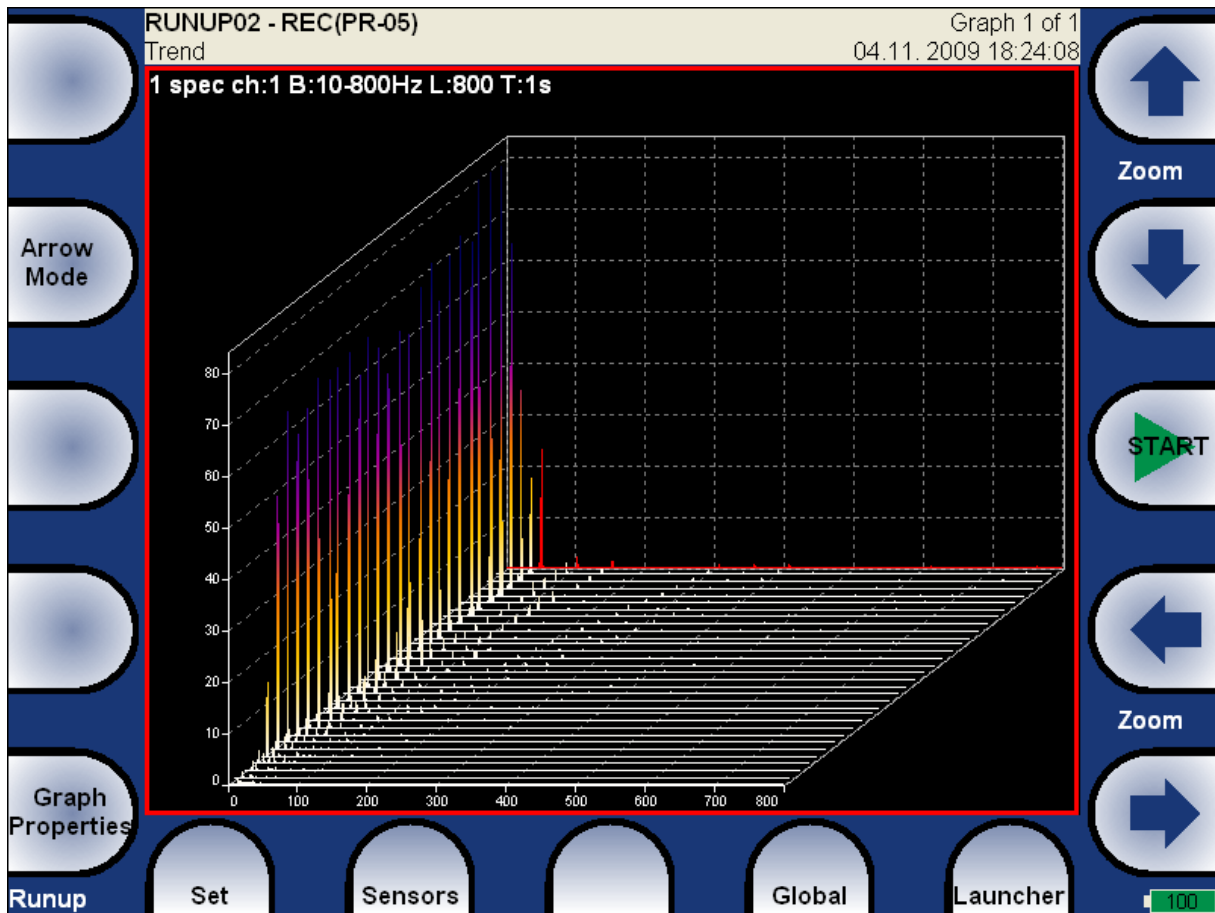 RUNUP02 - REC(PR-05)
Graph 1 of 1
Trend
04.11. 2009 18:24:08
1 spec ch:1 B:10-800Hz L:800 T:1s
Zoom
Arrow
Mode
START
80
70
60
50
40
30
20
10
0
0 100 200 300 400 500 600 700 800
Zoom
Graph
Properties
Runup
Set
Sensors
Global
Launcher
100